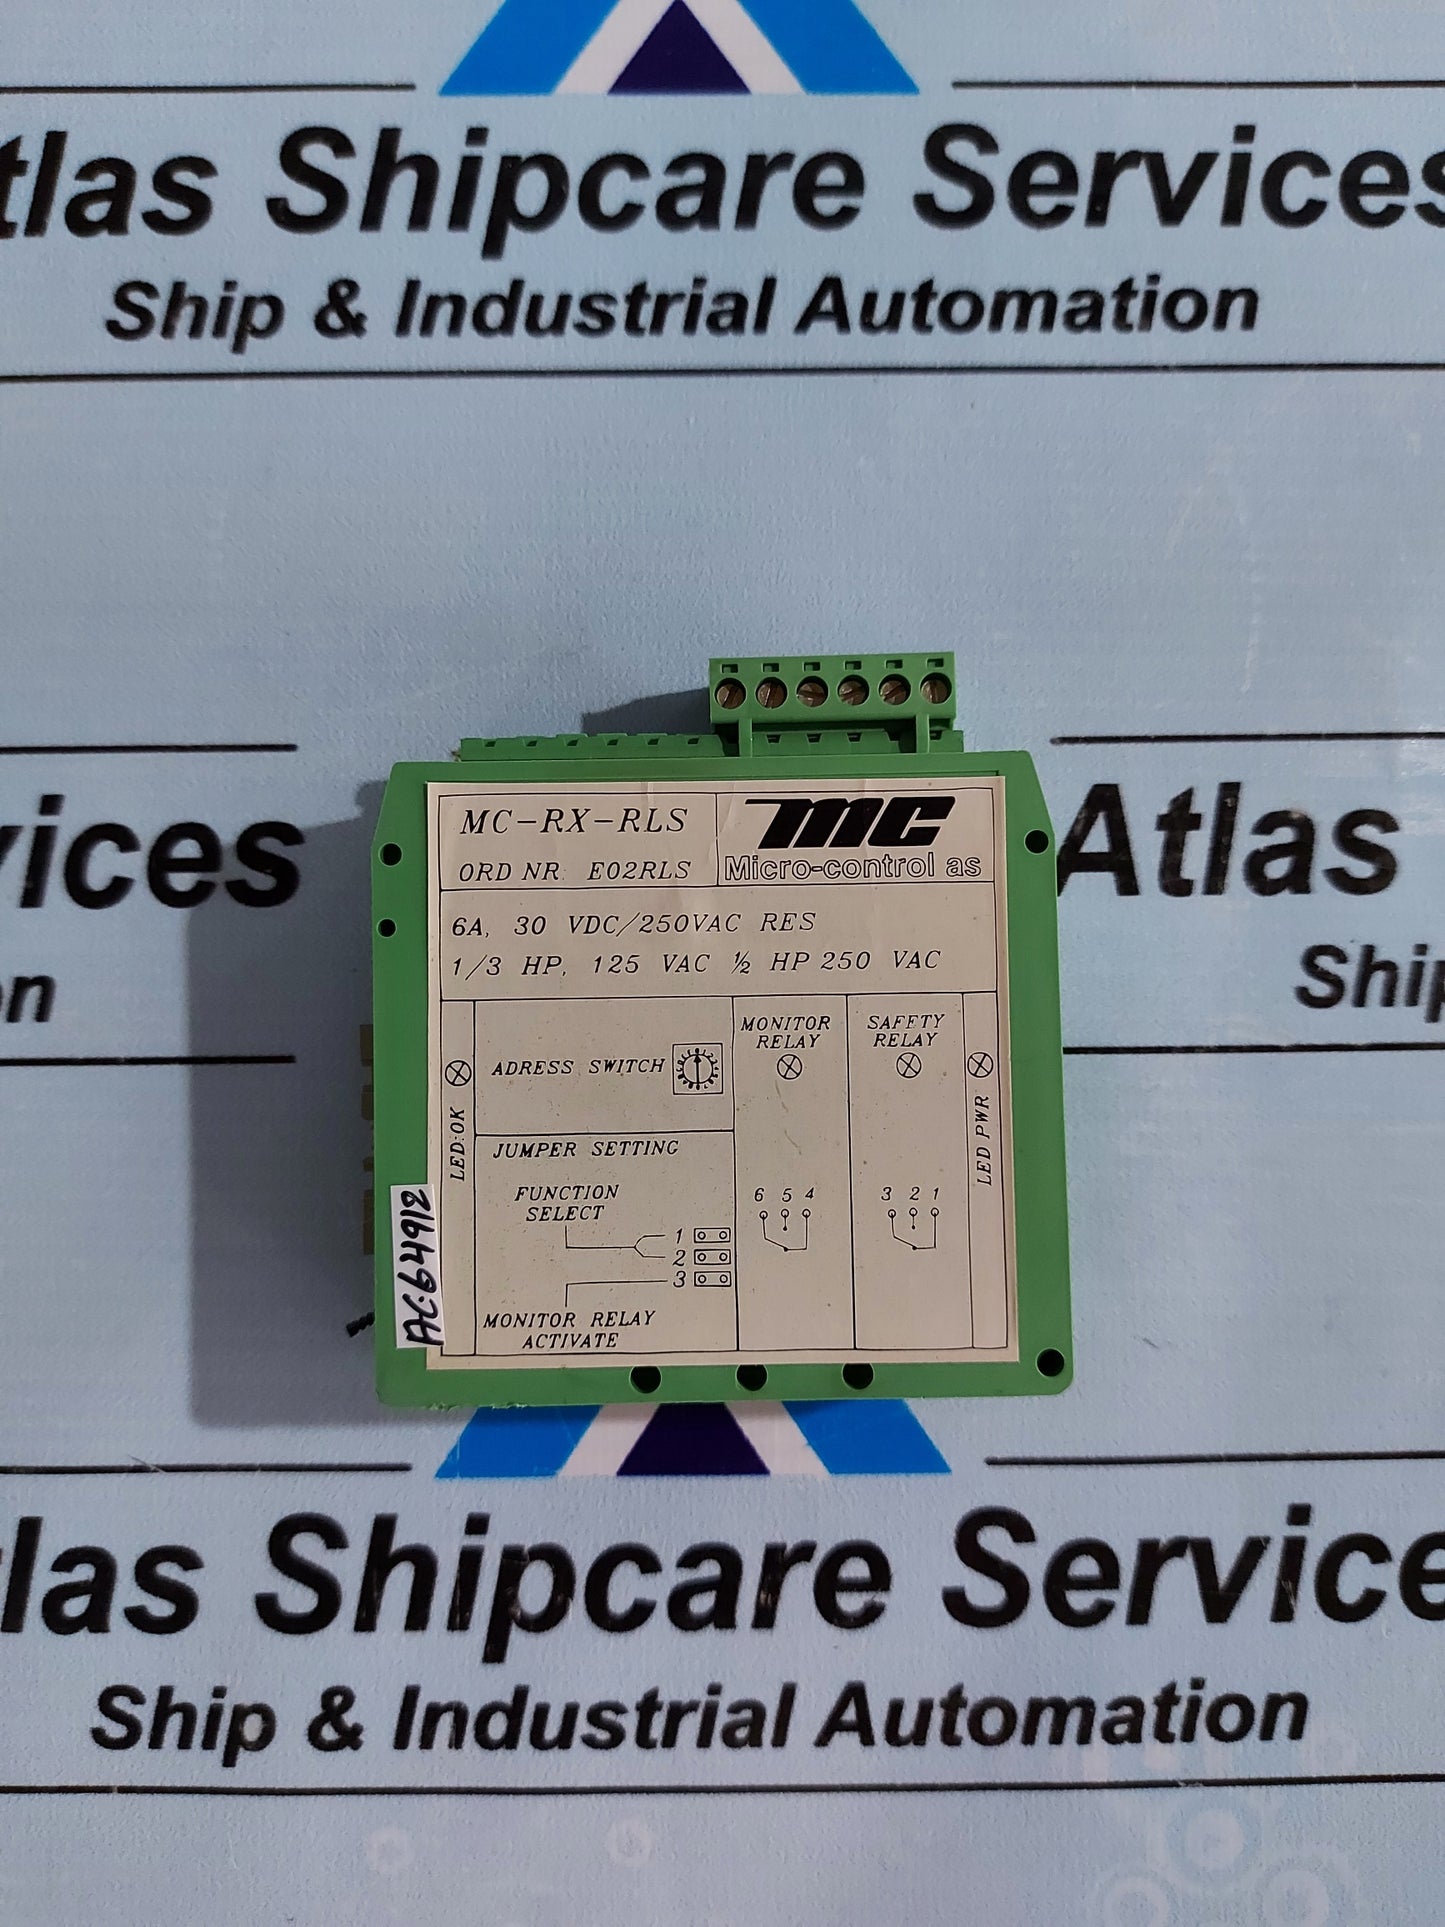 tlas Shipcare Services
Ship & Industrial Automation
vices
on
Atlas
Ship
MC-RX-RLS
ORD NR: E02RLS
MC
Micro-control as
6A, 30 VDC/250VAC RES
1/3 HP, 125 VAC ½ HP 250 VAC
LED:OK
ADRESS SWITCH
JUMPER SETTING
FUNCTION
SELECT
1
2
3
MONITOR RELAY
ACTIVATE
MONITOR
RELAY
6 5 4
SAFETY
RELAY
3 2 1
LED PWR
AC64912
tlas Shipcare Service
Ship & Industrial Automation